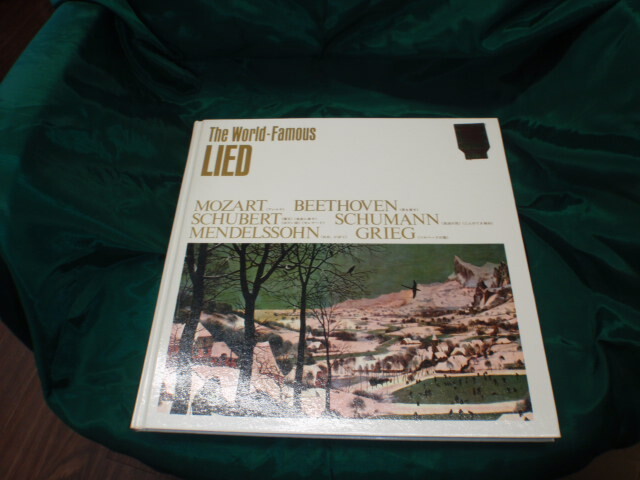 The World-Famous
LIED
MOZART BEETHOVEN
SCHUBERT SCHUMANN
MENDELSSOHN GRIEG